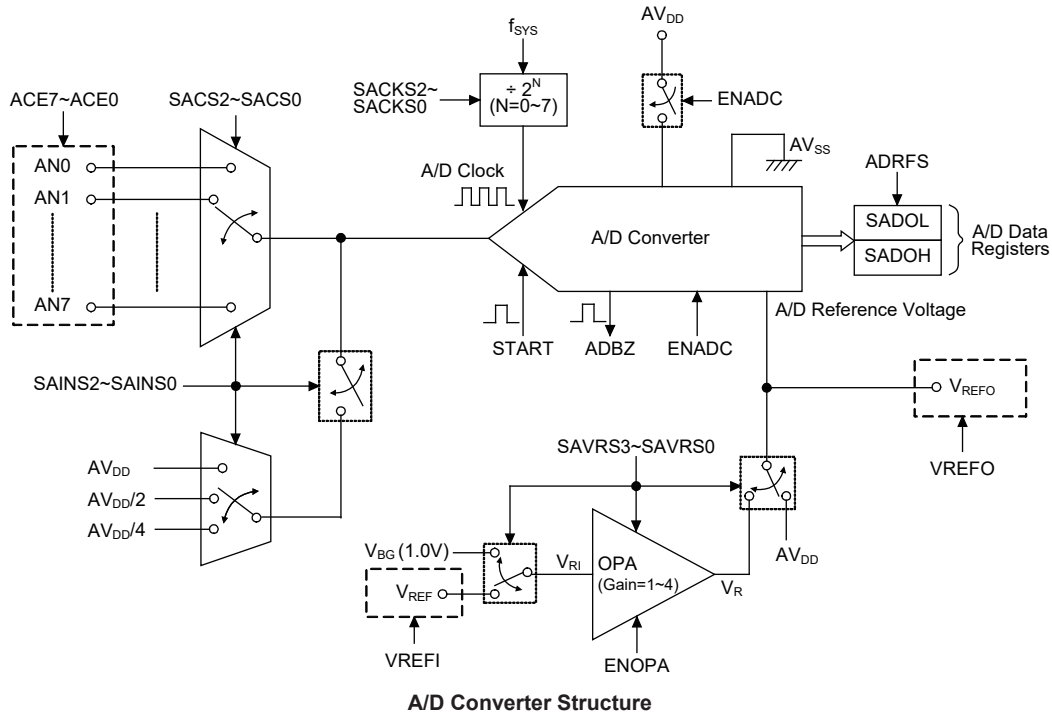 f_SYS
AV_DD
÷ 2^N
(N=0~7)
SACKS2~
SACKS0
ENADC
ACE7~ACE0
SACS2~SACS0
AN0
AN1
AN7
A/D Clock
AV_SS
ADRFS
A/D Converter
SADOL
SADOH
A/D Data
Registers
START
ADBZ
ENADC
A/D Reference Voltage
SAINS2~SAINS0
V_REFO
VREFO
AV_DD
AV_DD/2
AV_DD/4
SAVRS3~SAVRS0
V_BG (1.0V)
V_REF
VREFI
V_RI
OPA
(Gain=1~4)
V_R
AV_DD
ENOPA
A/D Converter Structure